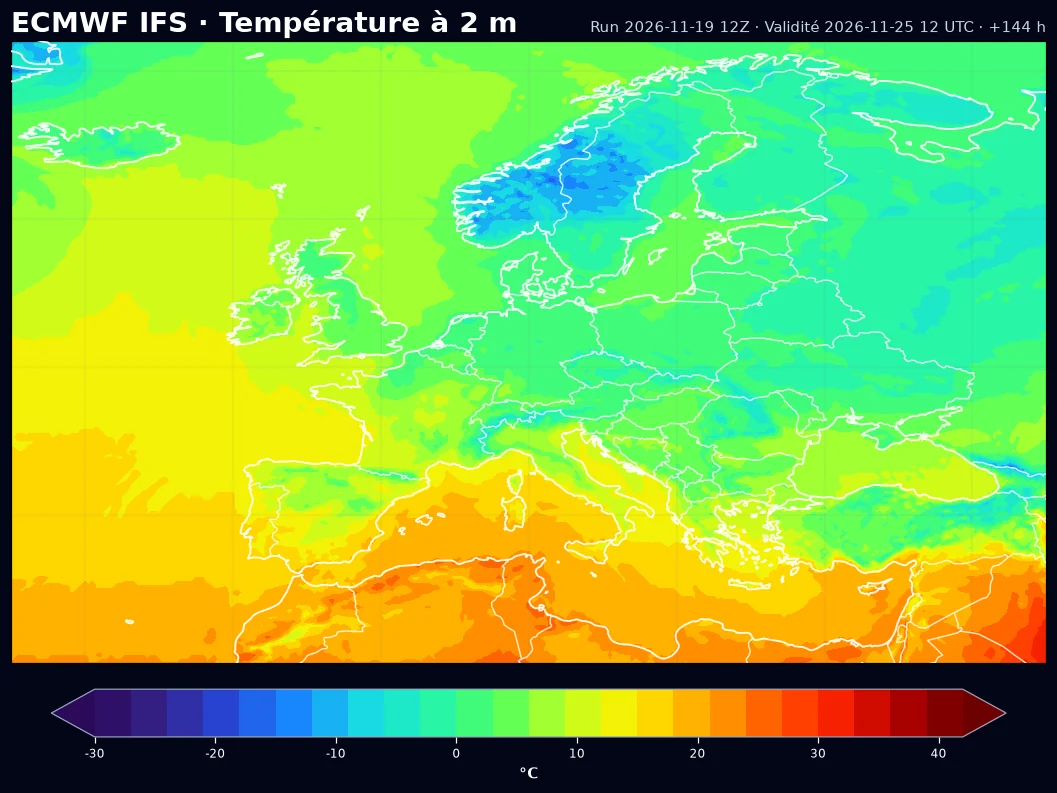 ECMWF IFS · Température à 2 m
Run 2026-11-19 12Z · Validité 2026-11-25 12 UTC · +144 h
-30 -20 -10 0 10 20 30 40
°C